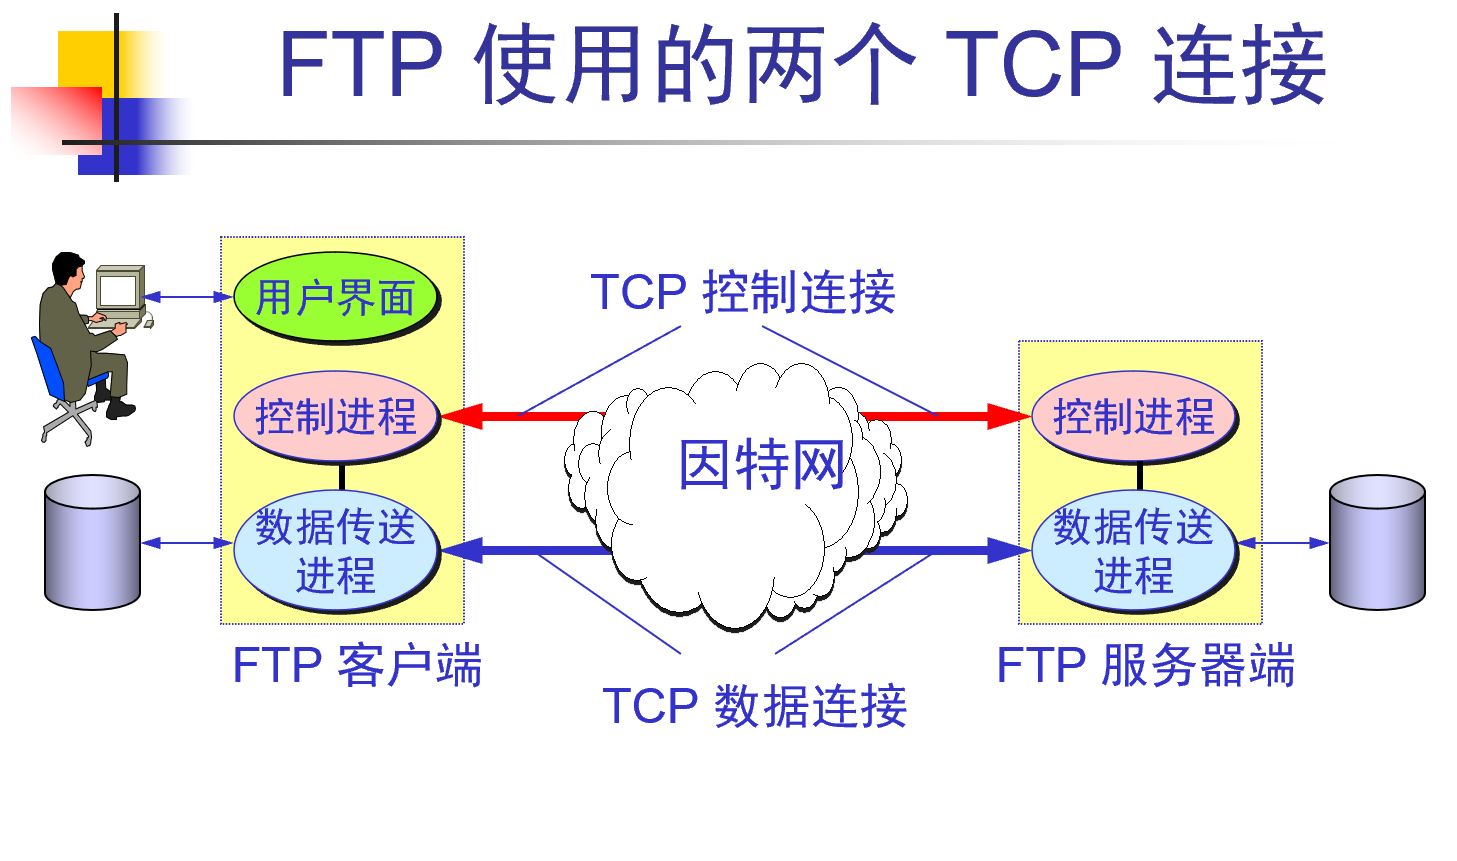 FTP 使用的两个 TCP 连接
用户界面
TCP 控制连接
控制进程
因特网
控制进程
数据传送
进程
数据传送
进程
FTP 客户端
FTP 服务器端
TCP 数据连接